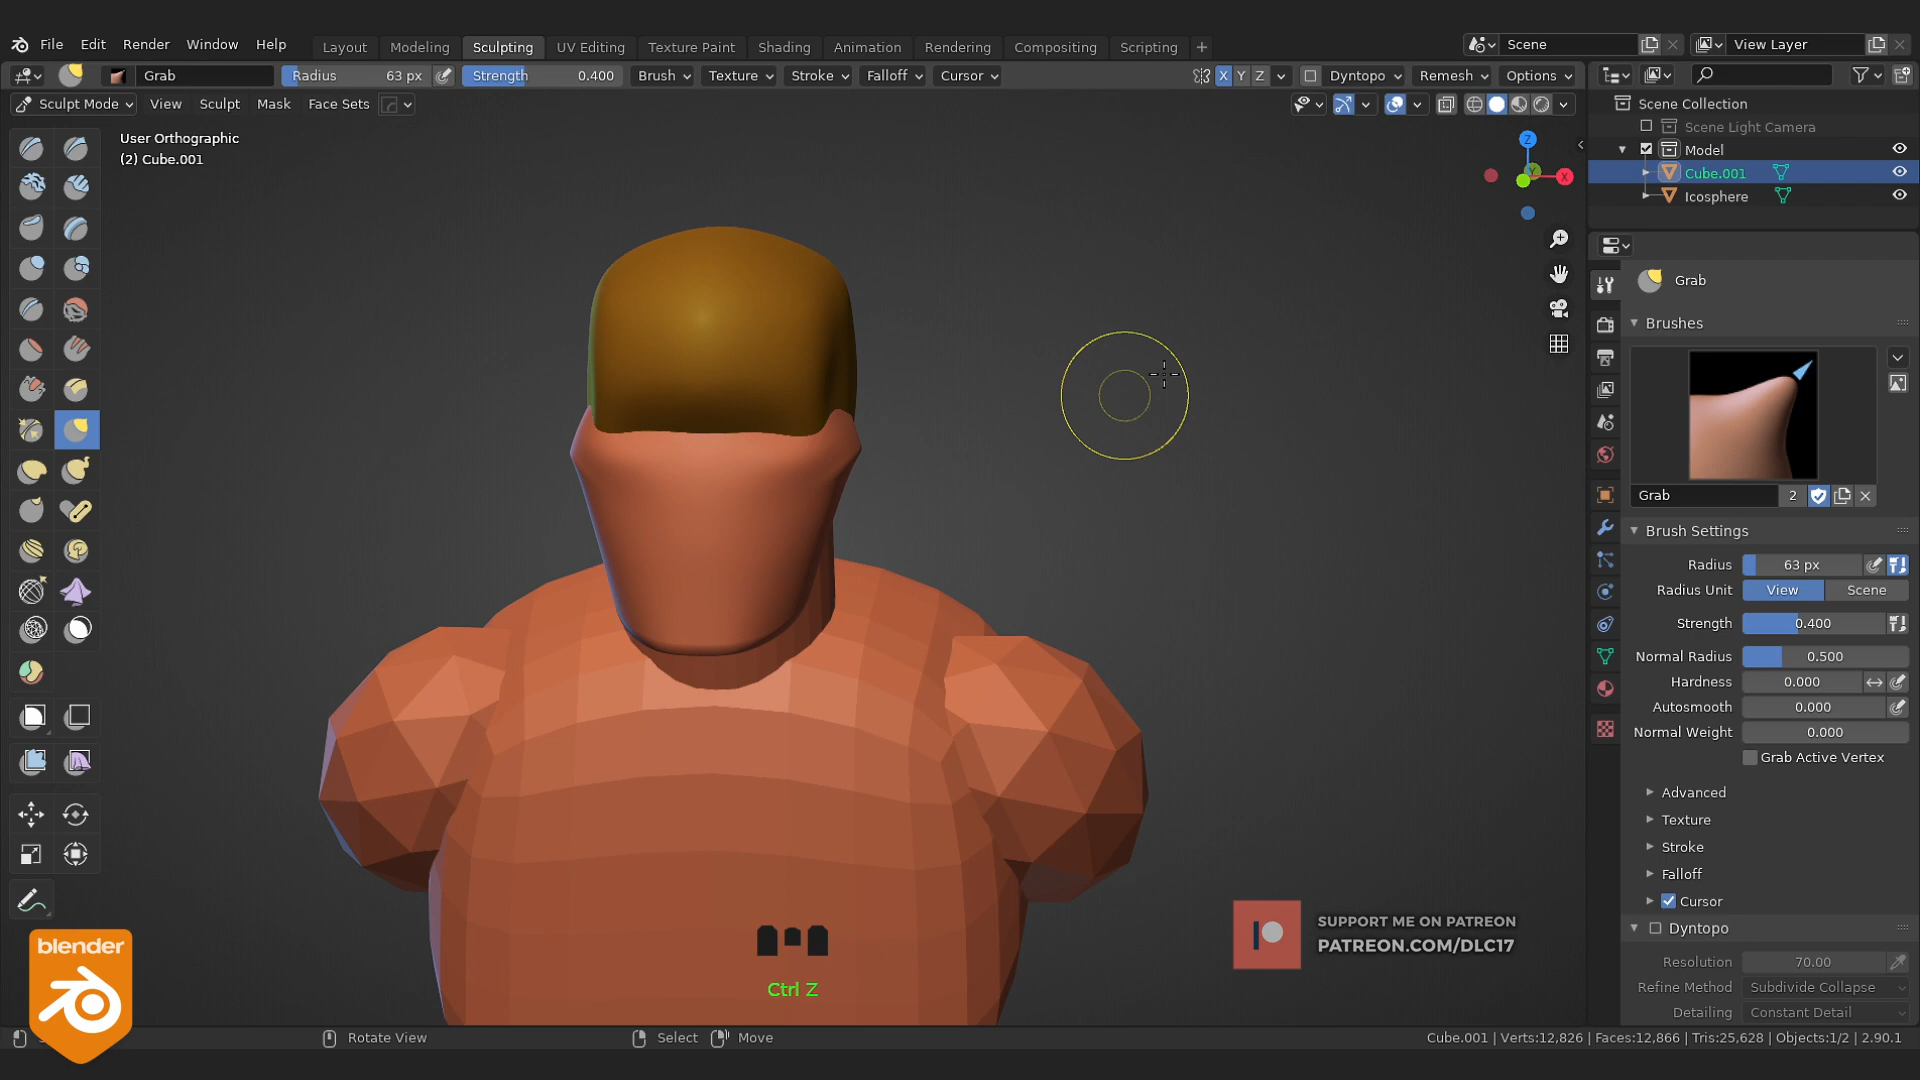 File Edit Render Window Help Layout Modeling Sculpting UV Editing Texture Paint Shading Animation Rendering Compositing Scripting + Scene View Layer
Grab Radius 63 px Strength 0.400 Brush Texture Stroke Falloff Cursor X Y Z Dyntopo Remesh Options
Sculpt Mode View Sculpt Mask Face Sets
User Orthographic
(2) Cube.001
Z
X
Scene Collection
Scene Light Camera
Model
Cube.001
Icosphere
Grab
Brushes
Grab 2
Brush Settings
Radius 63 px
Radius Unit View Scene
Strength 0.400
Normal Radius 0.500
Hardness 0.000
Autosmooth 0.000
Normal Weight 0.000
Grab Active Vertex
Advanced
Texture
Stroke
Falloff
Cursor
Dyntopo
Resolution 70.00
Refine Method Subdivide Collapse
Detailing Constant Detail
SUPPORT ME ON PATREON
PATREON.COM/DLC17
blender
Ctrl Z
Rotate View Select Move Cube.001 | Verts:12,826 | Faces:12,866 | Tris:25,628 | Objects:1/2 | 2.90.1